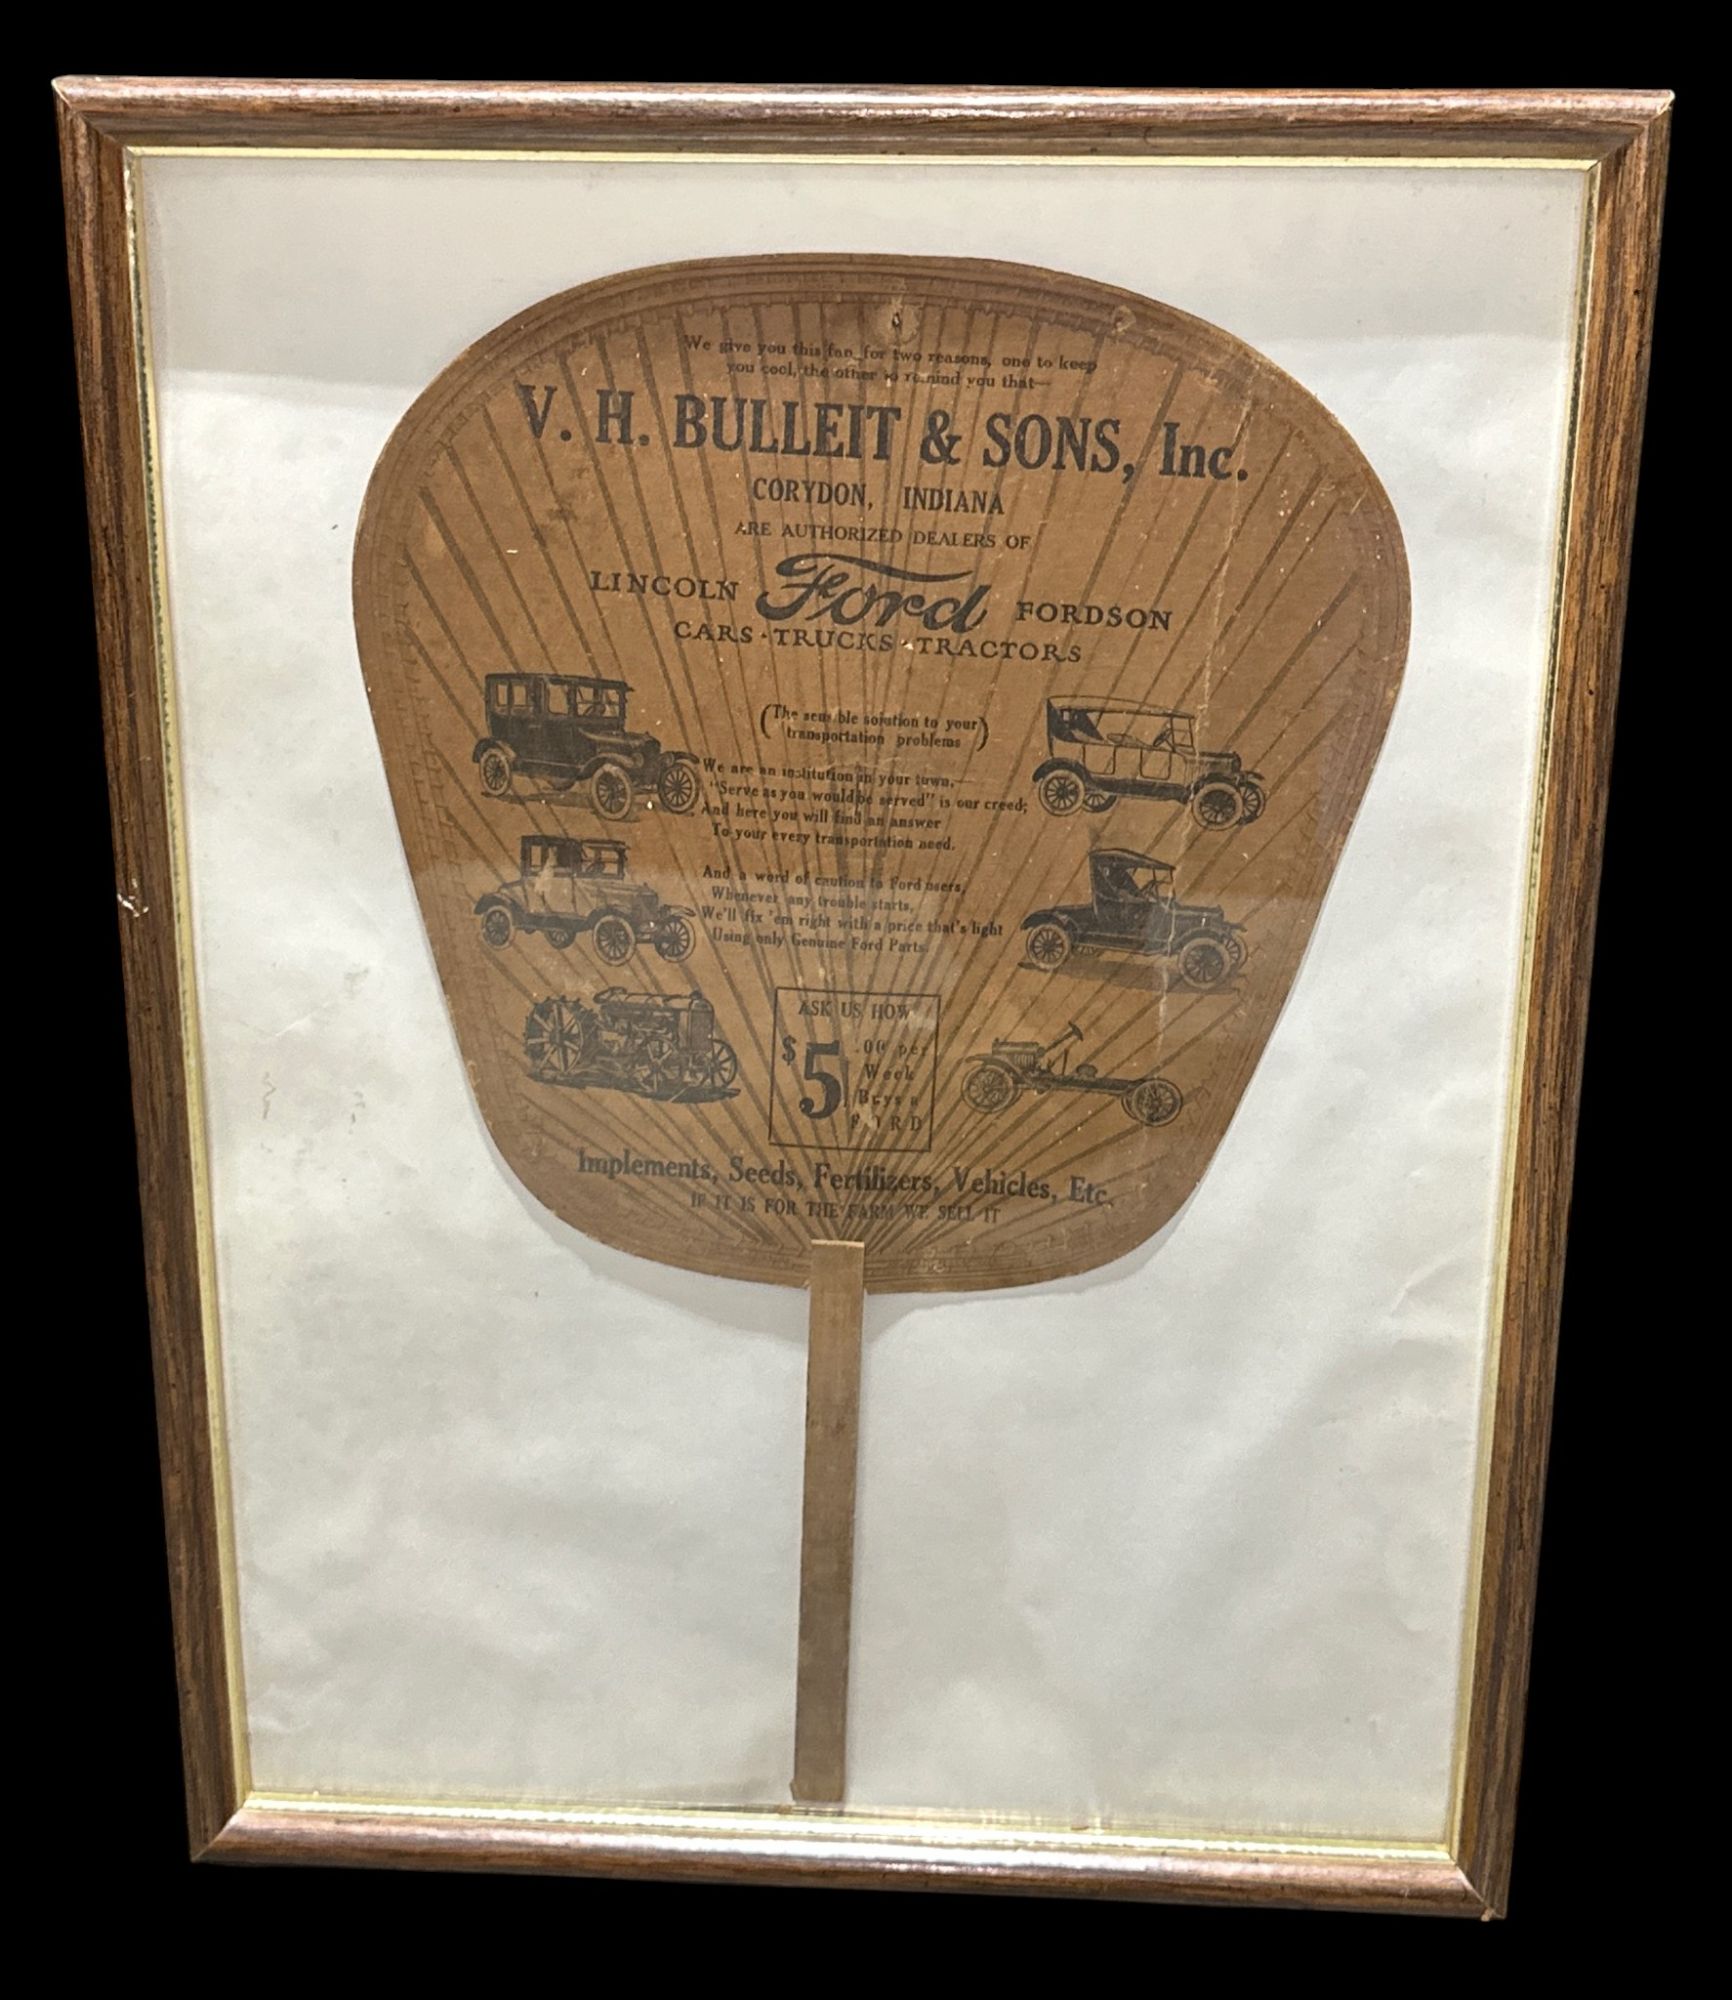 We give you this fan for two reasons, one to keep
you cool, the other to remind you that—
V. H. BULLEIT & SONS, Inc.
CORYDON, INDIANA
ARE AUTHORIZED DEALERS OF
LINCOLN Ford FORDSON
CARS · TRUCKS · TRACTORS
(The sensible solution to your
transportation problems)
We are an institution in your town,—
"Serve as you would be served" is our creed;
And here you will find an answer
To your every transportation need.
And a word of caution to Ford users,
Whenever any trouble starts,
We'll fix 'em right with a price that's light
Using only Genuine Ford Parts.
ASK US HOW
$5.00 per
Week
Buys a
FORD
Implements, Seeds, Fertilizers, Vehicles, Etc.
IF IT IS FOR THE FARM WE SELL IT